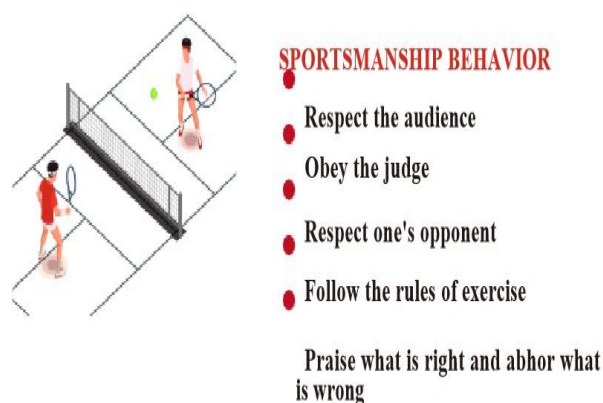 SPORTSMANSHIP BEHAVIOR
Respect the audience
Obey the judge
Respect one's opponent
Follow the rules of exercise
Praise what is right and abhor what
is wrong